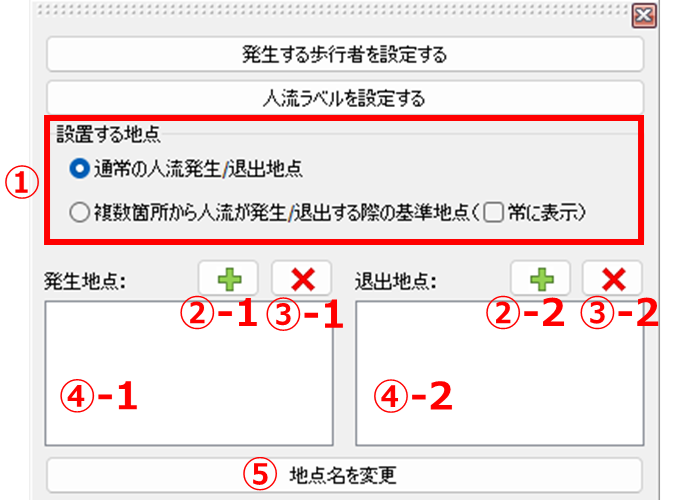 発生する歩行者を設定する
人流ラベルを設定する
設置する地点
① 通常の人流発生/退出地点
複数箇所から人流が発生/退出する際の基準地点(常に表示)
発生地点: 退出地点:
②-1 ③-1 ②-2 ③-2
④-1 ④-2
⑤ 地点名を変更